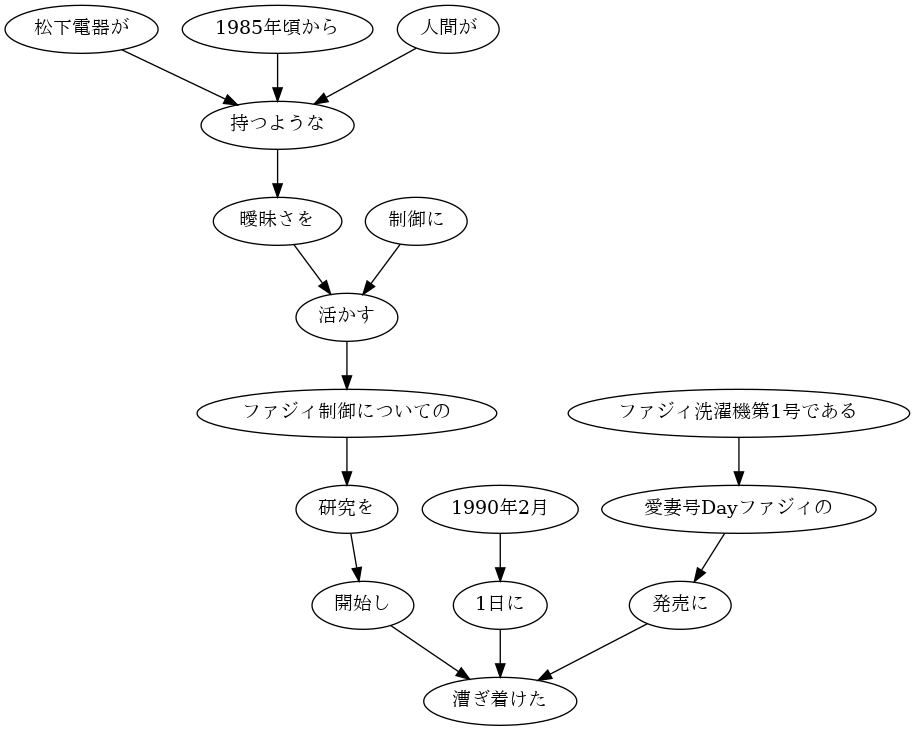 松下電器が 1985年頃から 人間が
持つような
曖昧さを 制御に
活かす
ファジィ制御についての ファジィ洗濯機第1号である
研究を 1990年2月 愛妻号Dayファジィの
開始し 1日に 発売に
漕ぎ着けた